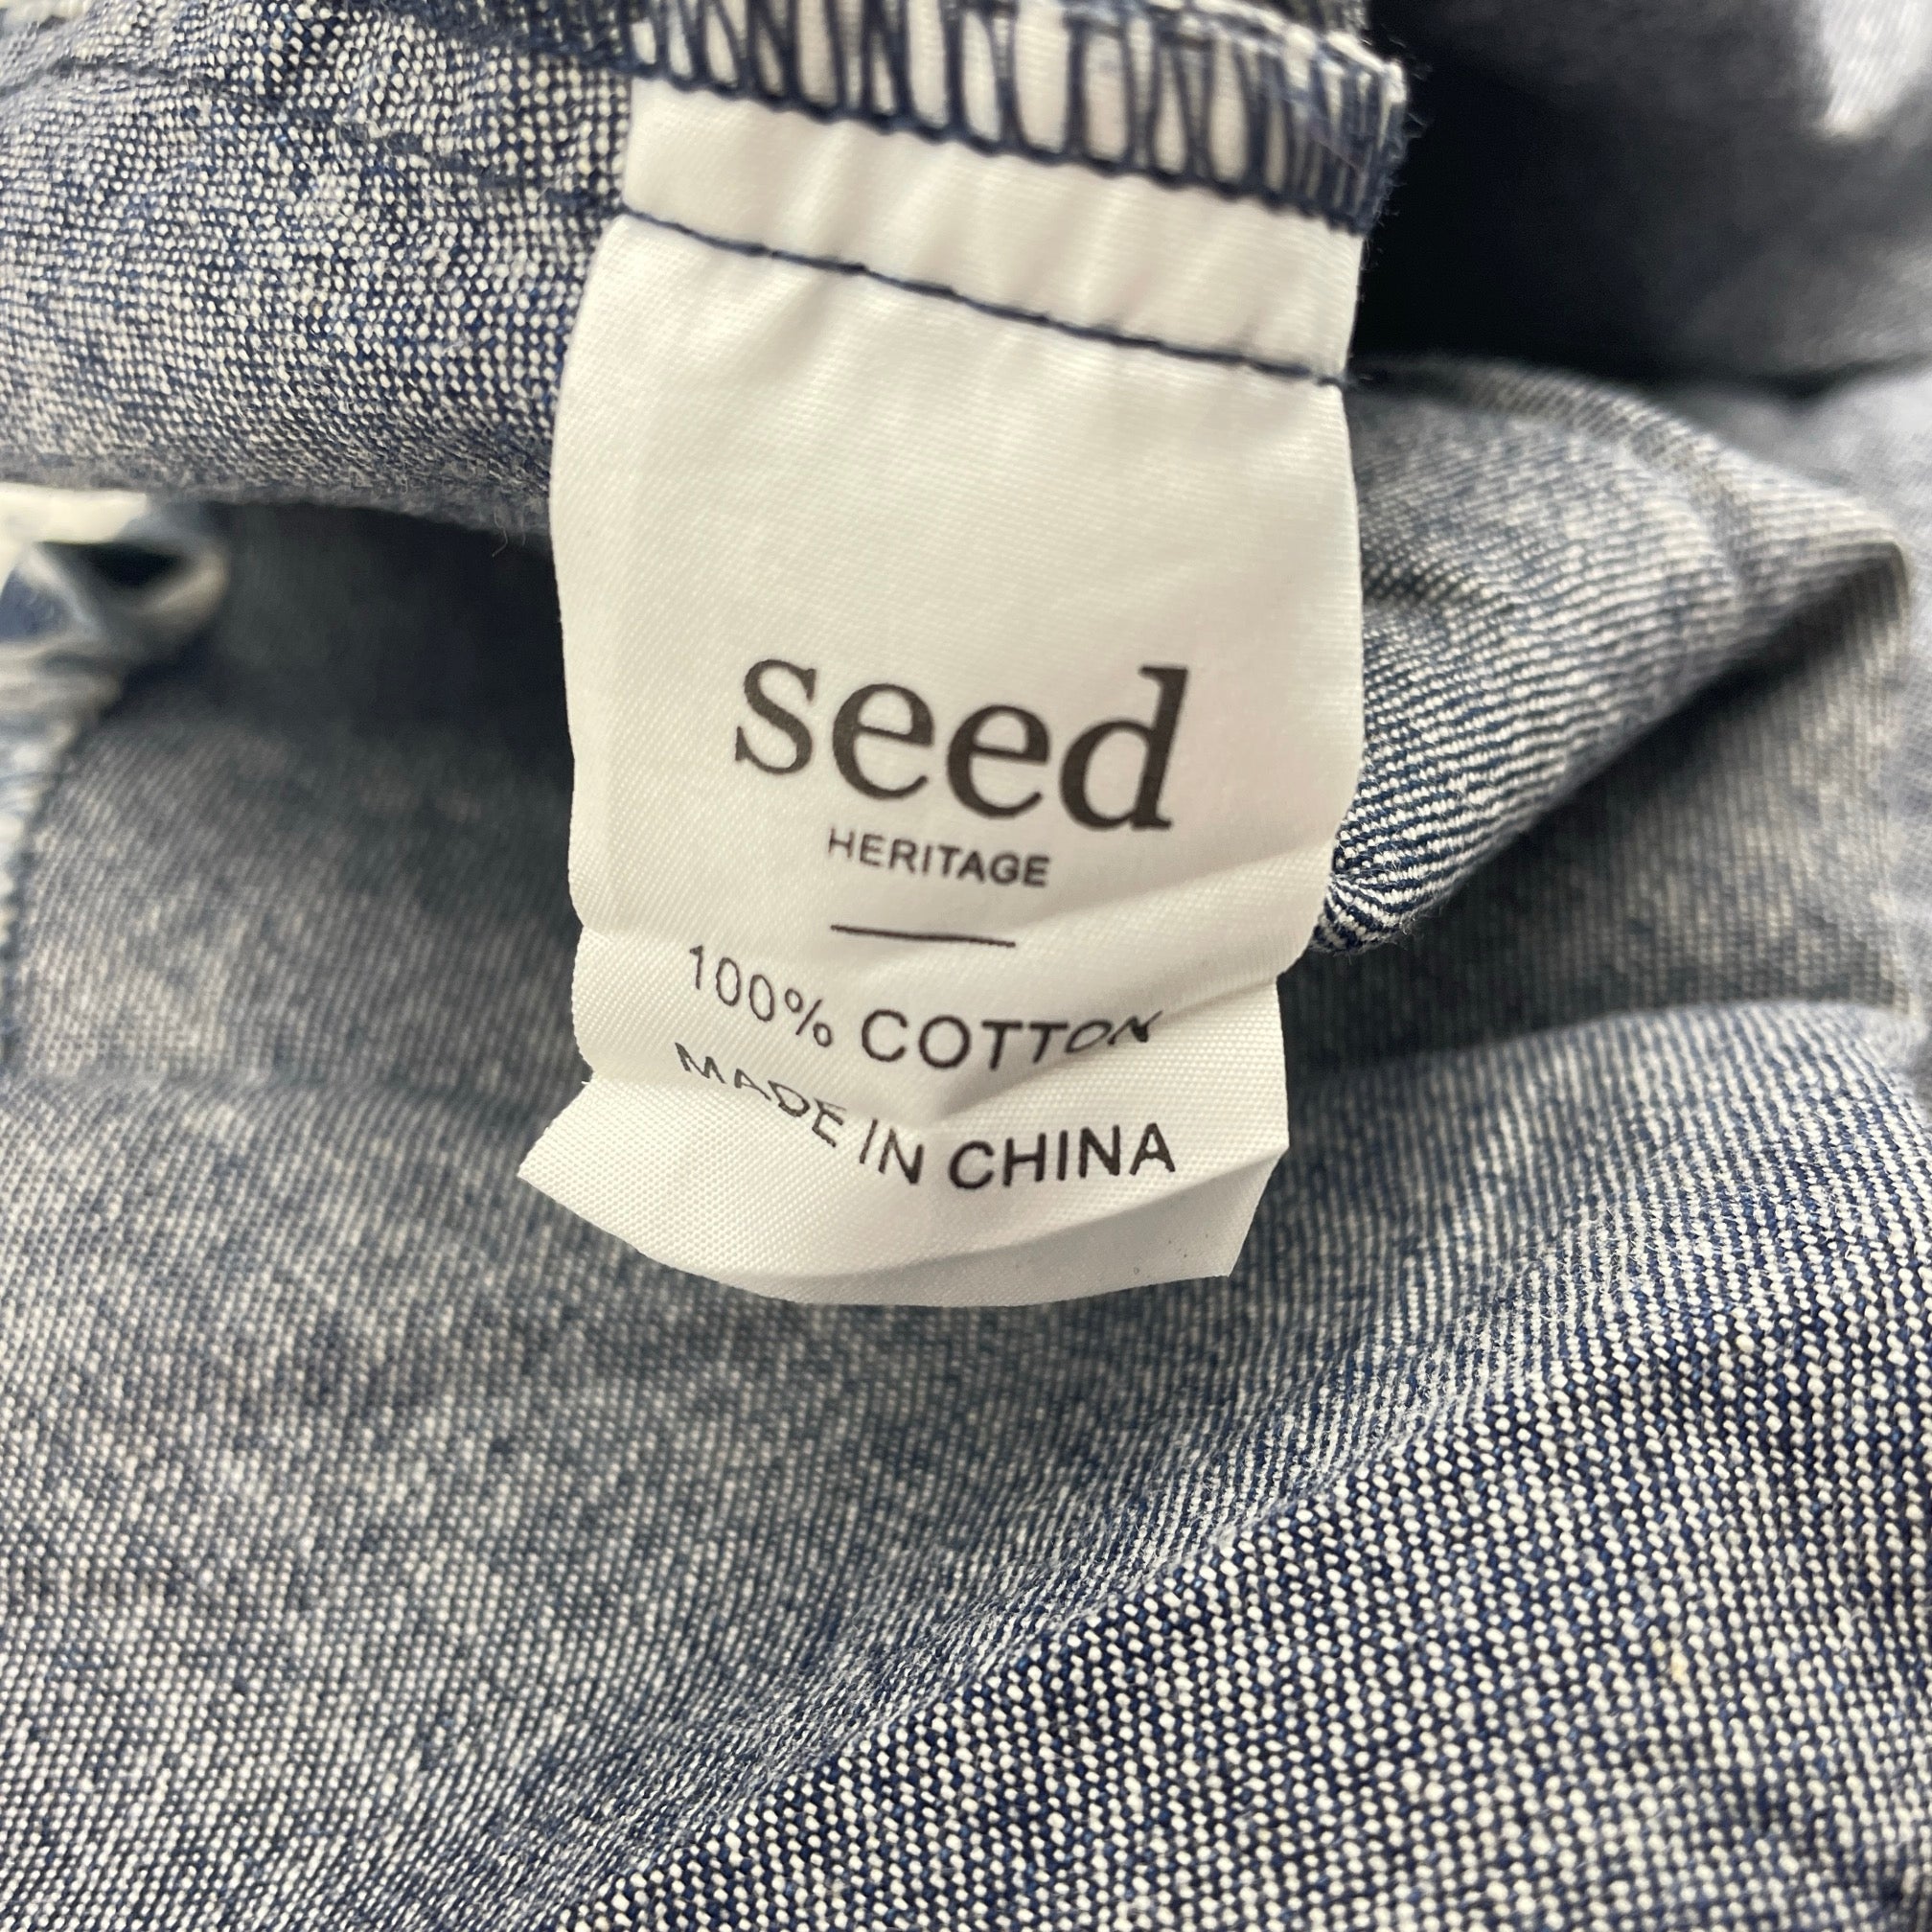 seed
HERITAGE
100% COTTON
MADE IN CHINA